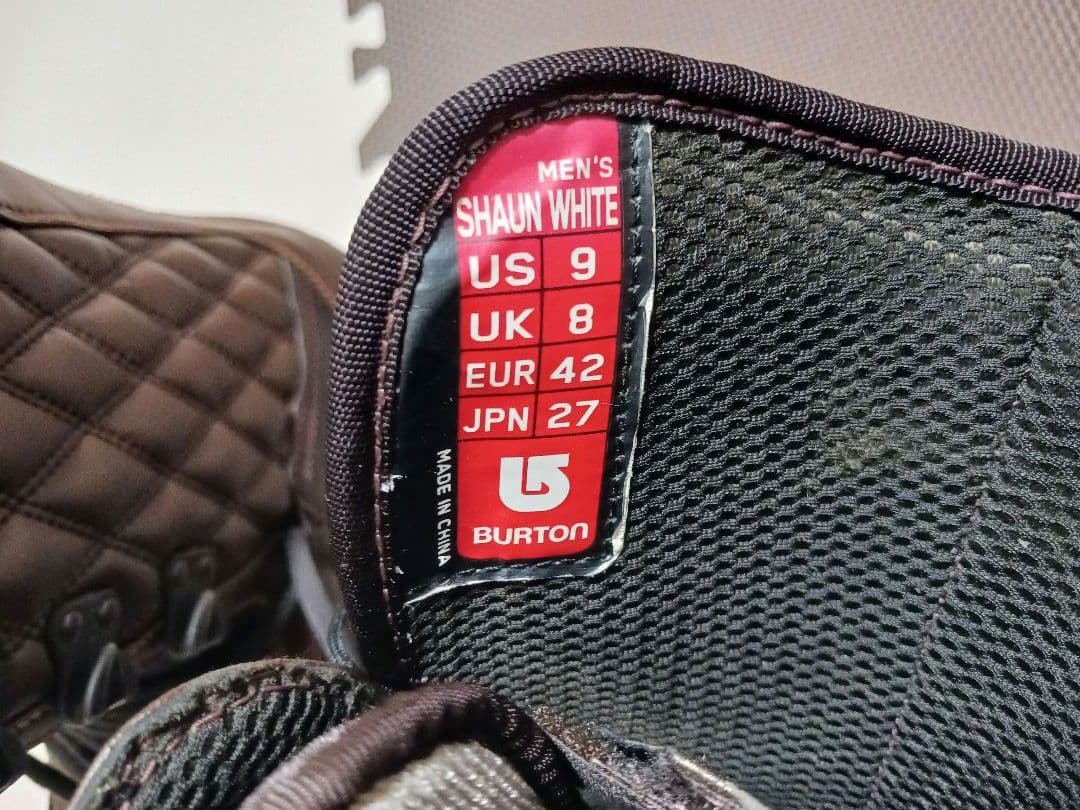 MEN'S
SHAUN WHITE
US 9
UK 8
EUR 42
JPN 27
BURTON
MADE IN CHINA